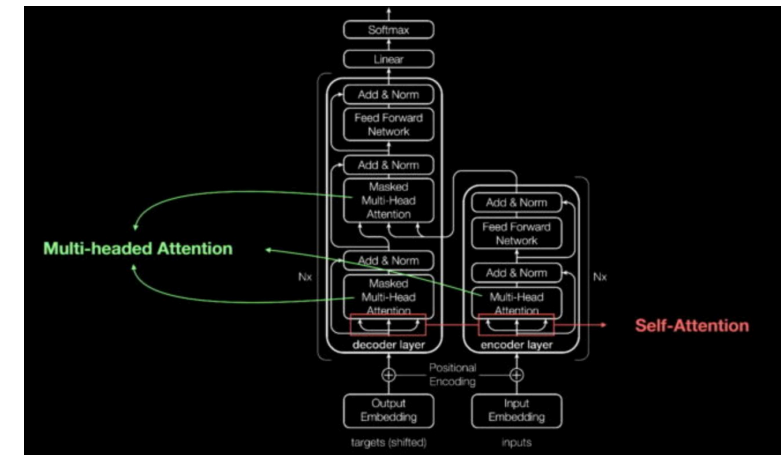 Softmax
Linear
Add & Norm
Feed Forward
Network
Add & Norm
Masked
Multi-Head
Attention
Add & Norm
Masked
Multi-Head
Attention
decoder layer
Nx
Output
Embedding
targets (shifted)
Positional
Encoding
Add & Norm
Feed Forward
Network
Add & Norm
Multi-Head
Attention
encoder layer
Nx
Input
Embedding
inputs
Multi-headed Attention
Self-Attention